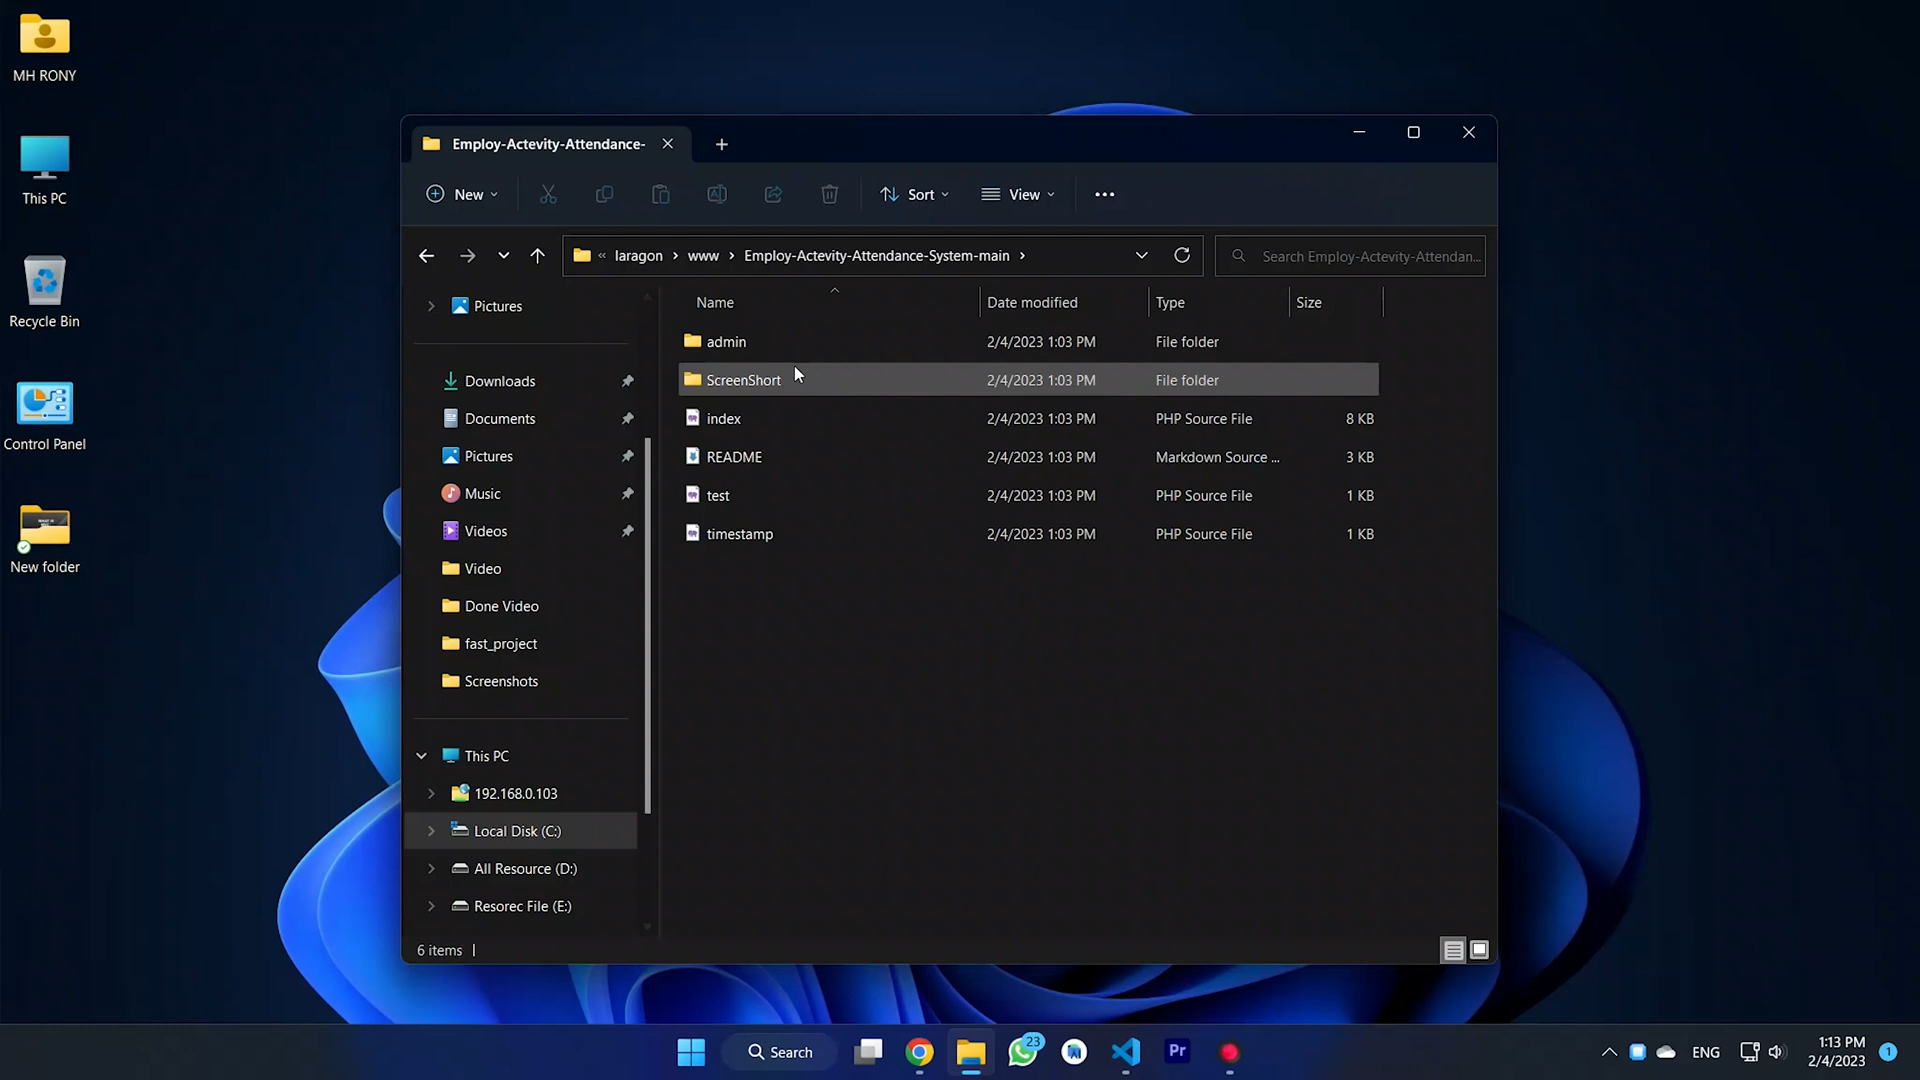 MH RONY
This PC
Recycle Bin
Control Panel
New folder
Employ-Actevity-Attendance-
New
Sort
View
« laragon > www > Employ-Actevity-Attendance-System-main >
Search Employ-Actevity-Attendan...
Pictures
Downloads
Documents
Pictures
Music
Videos
Video
Done Video
fast_project
Screenshots
This PC
192.168.0.103
Local Disk (C:)
All Resource (D:)
Resorec File (E:)
Name Date modified Type Size
admin 2/4/2023 1:03 PM File folder
ScreenShort 2/4/2023 1:03 PM File folder
index 2/4/2023 1:03 PM PHP Source File 8 KB
README 2/4/2023 1:03 PM Markdown Source ... 3 KB
test 2/4/2023 1:03 PM PHP Source File 1 KB
timestamp 2/4/2023 1:03 PM PHP Source File 1 KB
6 items
Search
23
Pr
ENG
1:13 PM
2/4/2023
1